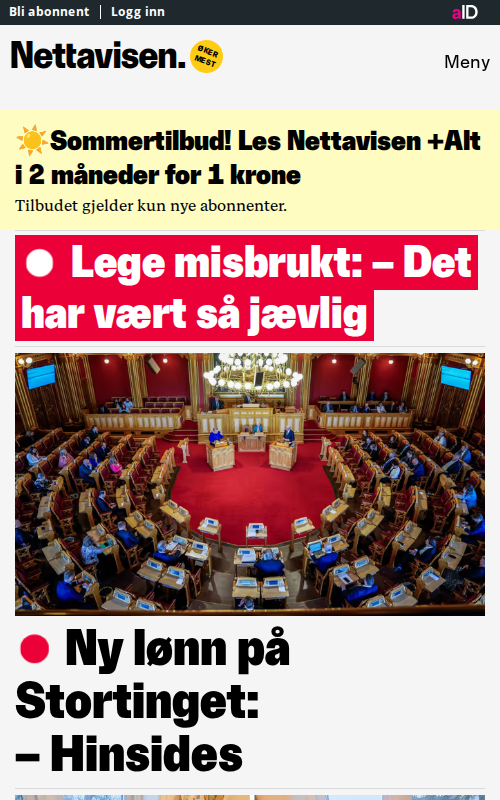 Bli abonnent | Logg inn
aID
Nettavisen.
ØKER
MEST
Meny
☀️Sommertilbud! Les Nettavisen +Alt
i 2 måneder for 1 krone
Tilbudet gjelder kun nye abonnenter.
Lege misbrukt: – Det
har vært så jævlig
Ny lønn på
Stortinget:
– Hinsides